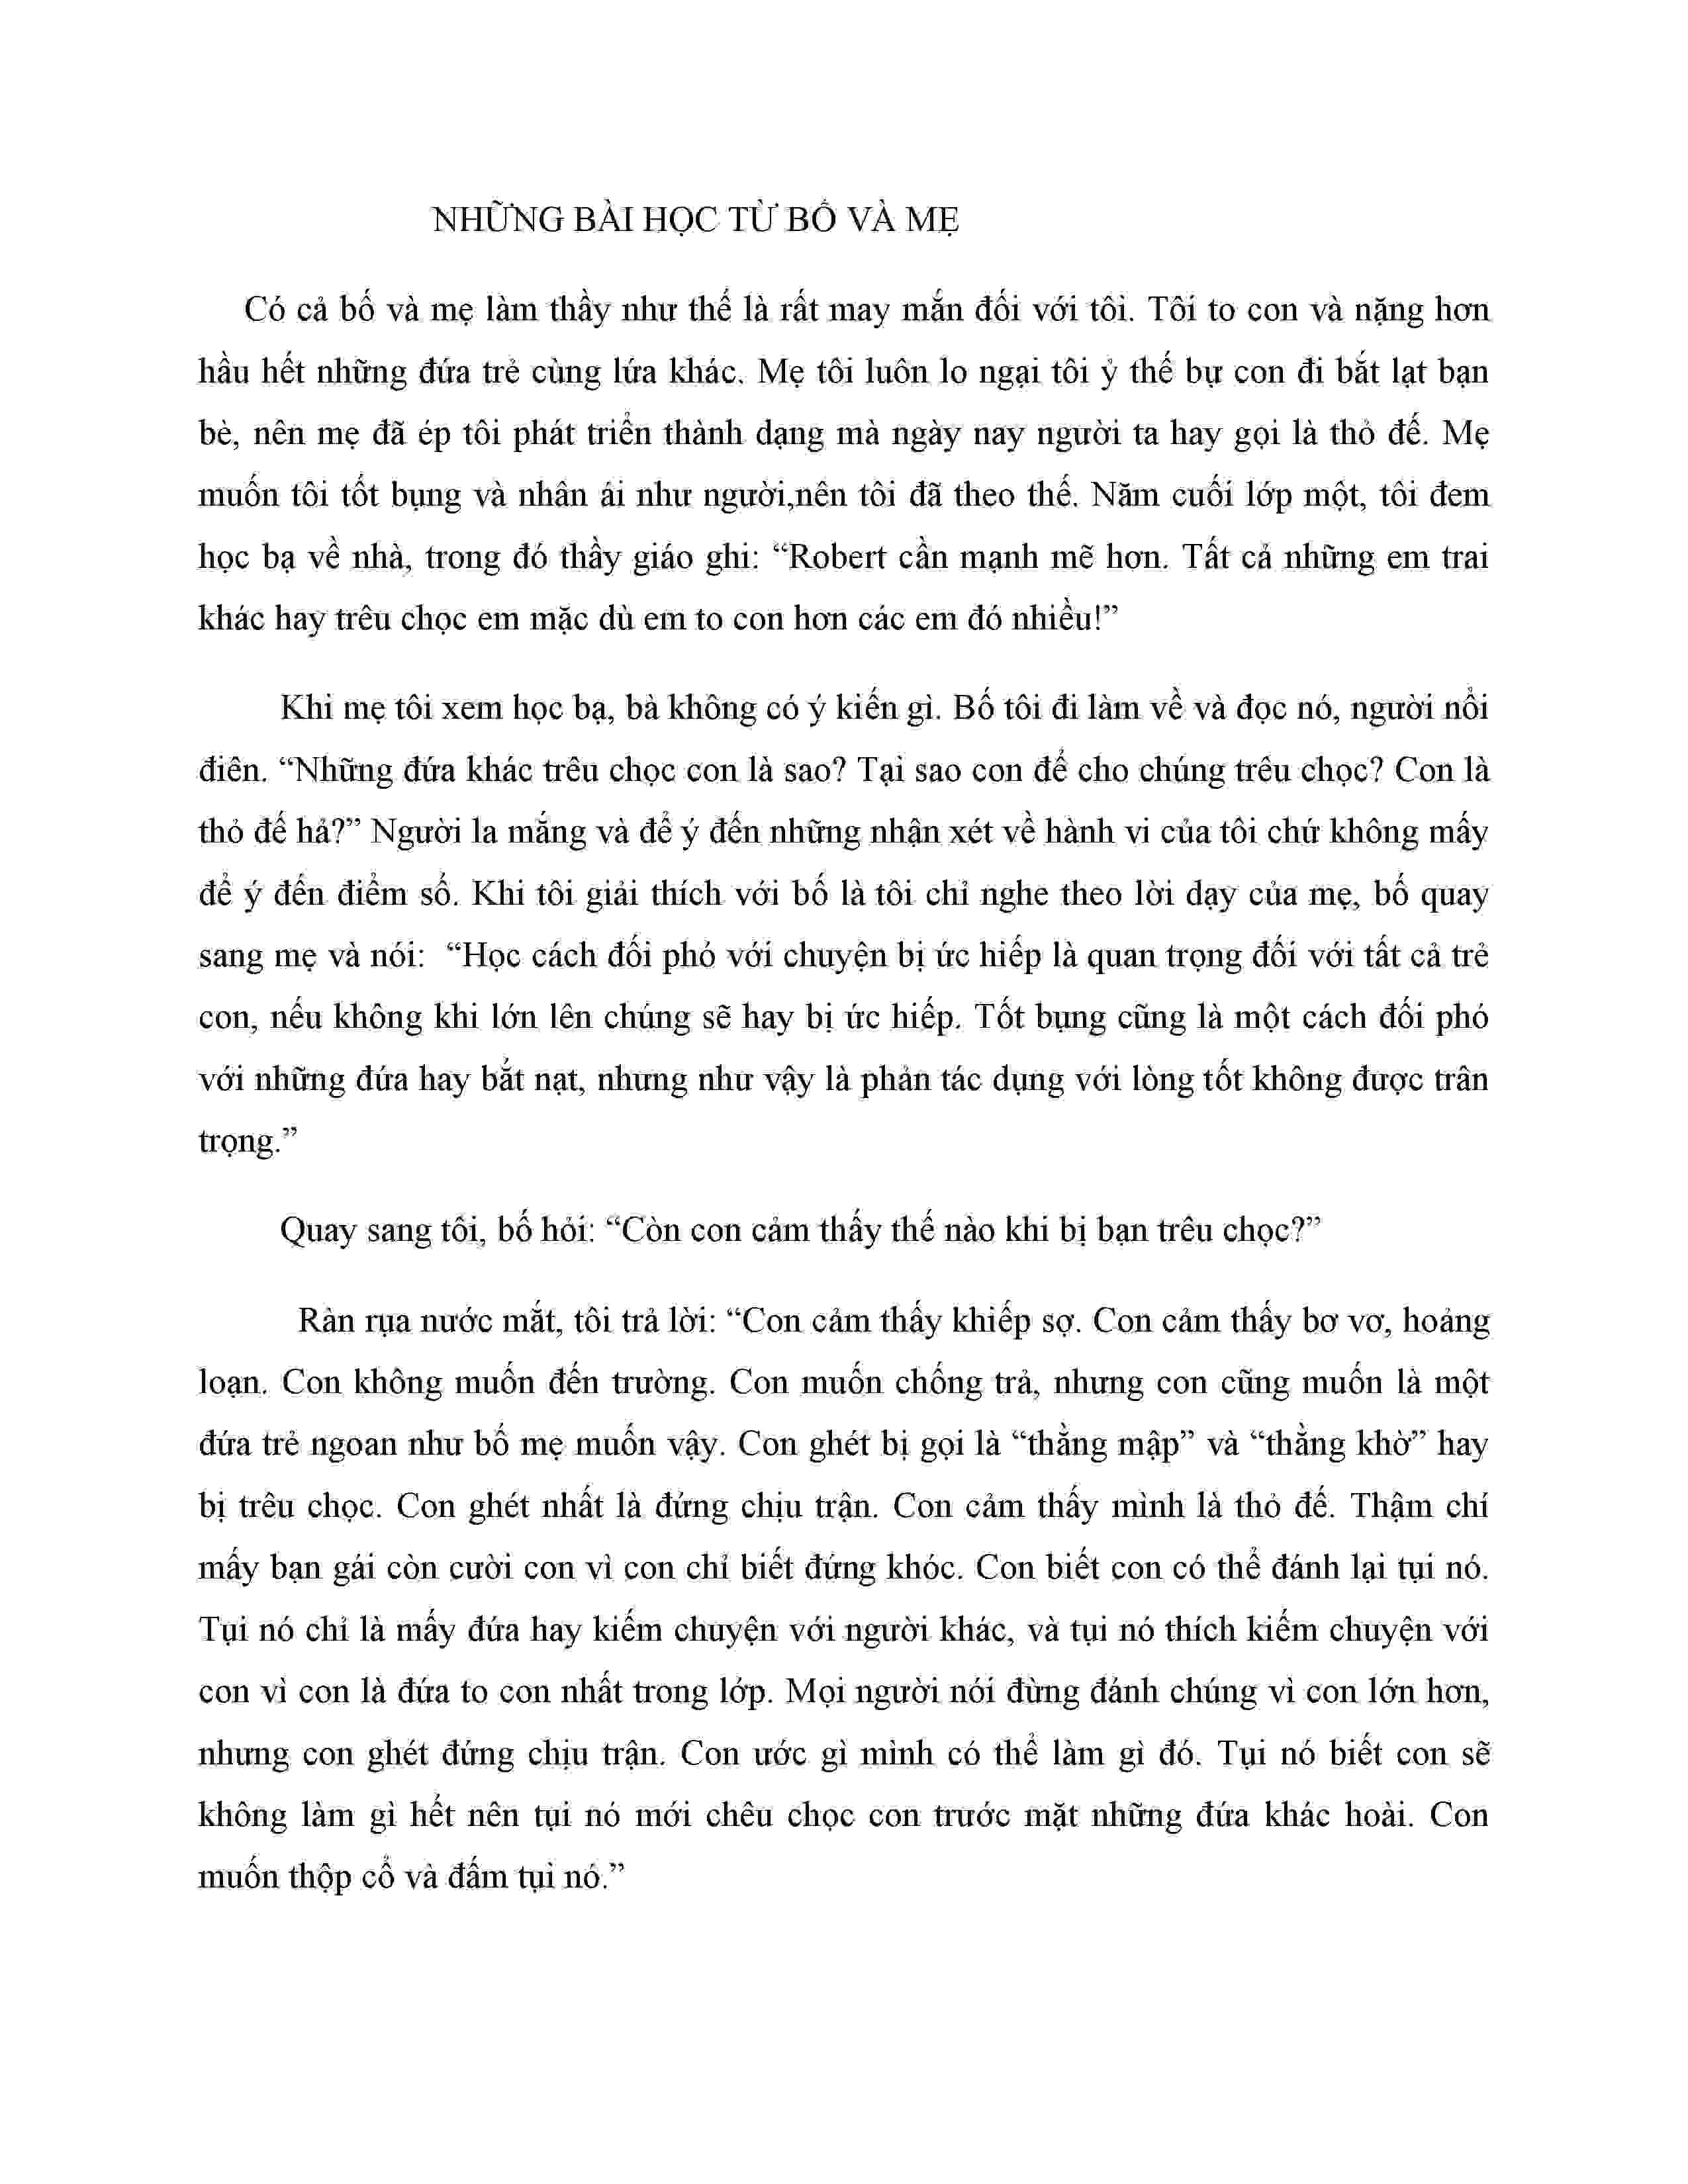 NHỮNG BÀI HỌC TỪ BỐ VÀ MẸ
Có cả bố và mẹ làm thầy như thế là rất may mắn đối với tôi. Tôi to con và nặng hơn
hầu hết những đứa trẻ cùng lứa khác. Mẹ tôi luôn lo ngại tôi ỷ thế bự con đi bắt lạt bạn
bè, nên mẹ đã ép tôi phát triển thành dạng mà ngày nay người ta hay gọi là thỏ đế. Mẹ
muốn tôi tốt bụng và nhân ái như người,nên tôi đã theo thế. Năm cuối lớp một, tôi đem
học bạ về nhà, trong đó thầy giáo ghi: “Robert cần mạnh mẽ hơn. Tất cả những em trai
khác hay trêu chọc em mặc dù em to con hơn các em đó nhiều!”
Khi mẹ tôi xem học bạ, bà không có ý kiến gì. Bố tôi đi làm về và đọc nó, người nổi
điên. “Những đứa khác trêu chọc con là sao? Tại sao con để cho chúng trêu chọc? Con là
thỏ đế hả?” Người la mắng và để ý đến những nhận xét về hành vi của tôi chứ không mấy
để ý đến điểm số. Khi tôi giải thích với bố là tôi chỉ nghe theo lời dạy của mẹ, bố quay
sang mẹ và nói: “Học cách đối phó với chuyện bị ức hiếp là quan trọng đối với tất cả trẻ
con, nếu không khi lớn lên chúng sẽ hay bị ức hiếp. Tốt bụng cũng là một cách đối phó
với những đứa hay bắt nạt, nhưng như vậy là phản tác dụng với lòng tốt không được trân
trọng.”
Quay sang tôi, bố hỏi: “Còn con cảm thấy thế nào khi bị bạn trêu chọc?”
Ràn rụa nước mắt, tôi trả lời: “Con cảm thấy khiếp sợ. Con cảm thấy bơ vơ, hoảng
loạn. Con không muốn đến trường. Con muốn chống trả, nhưng con cũng muốn là một
đứa trẻ ngoan như bố mẹ muốn vậy. Con ghét bị gọi là “thằng mập” và “thằng khờ” hay
bị trêu chọc. Con ghét nhất là đứng chịu trận. Con cảm thấy mình là thỏ đế. Thậm chí
mấy bạn gái còn cười con vì con chỉ biết đứng khóc. Con biết con có thể đánh lại tụi nó.
Tụi nó chỉ là mấy đứa hay kiếm chuyện với người khác, và tụi nó thích kiếm chuyện với
con vì con là đứa to con nhất trong lớp. Mọi người nói đừng đánh chúng vì con lớn hơn,
nhưng con ghét đứng chịu trận. Con ước gì mình có thể làm gì đó. Tụi nó biết con sẽ
không làm gì hết nên tụi nó mới chêu chọc con trước mặt những đứa khác hoài. Con
muốn thộp cổ và đấm tụi nó.”